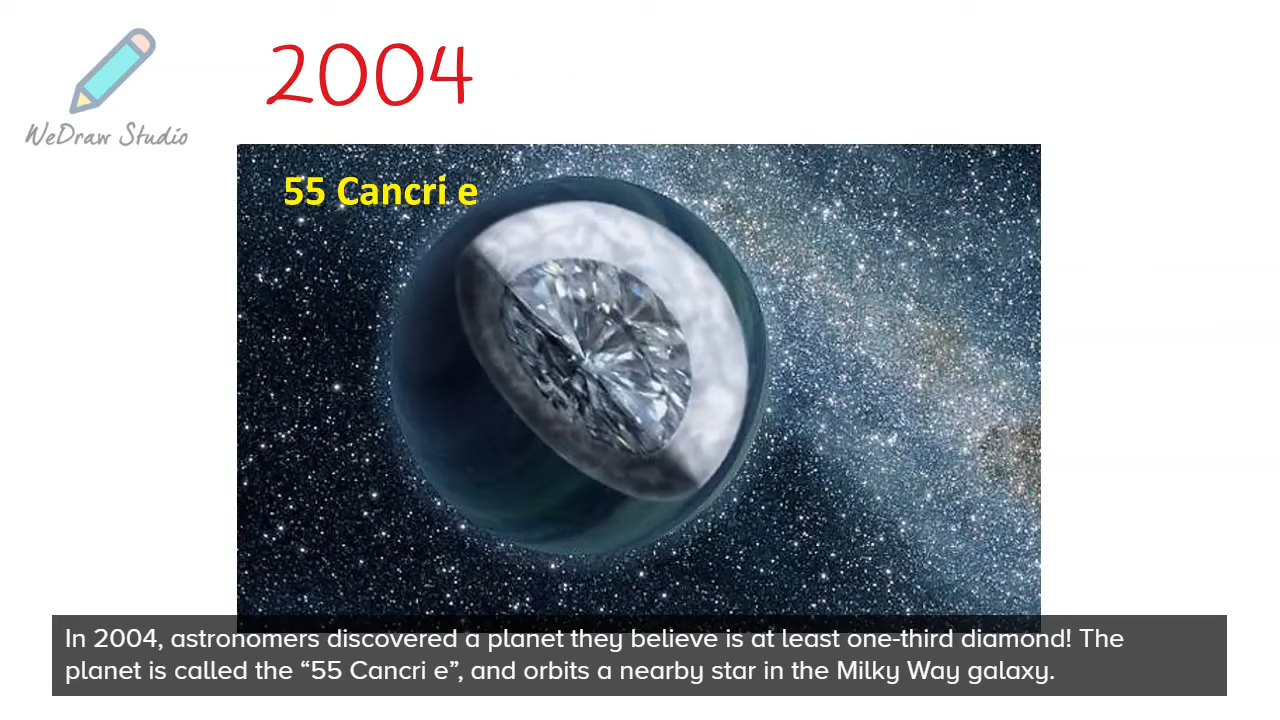 2004
WeDraw Studio
55 Cancri e
In 2004, astronomers discovered a planet they believe is at least one-third diamond! The
planet is called the “55 Cancri e”, and orbits a nearby star in the Milky Way galaxy.